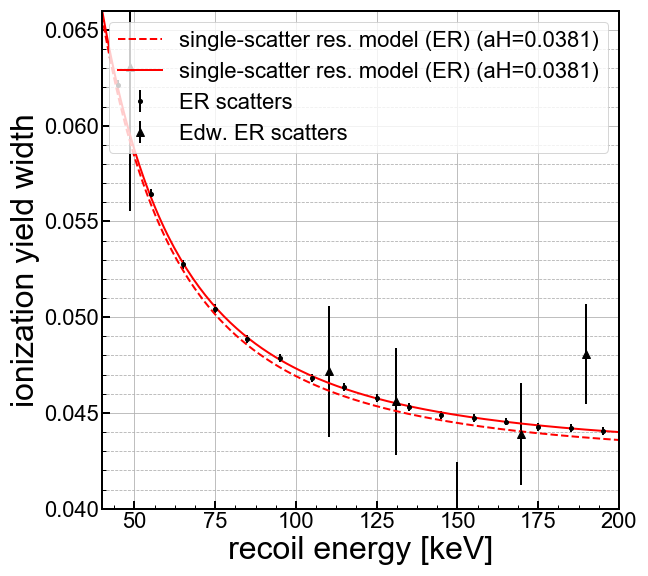 single-scatter res. model (ER) (aH=0.0381)
single-scatter res. model (ER) (aH=0.0381)
ER scatters
Edw. ER scatters
0.065
0.060
0.055
0.050
0.045
0.040
ionization yield width
50 75 100 125 150 175 200
recoil energy [keV]